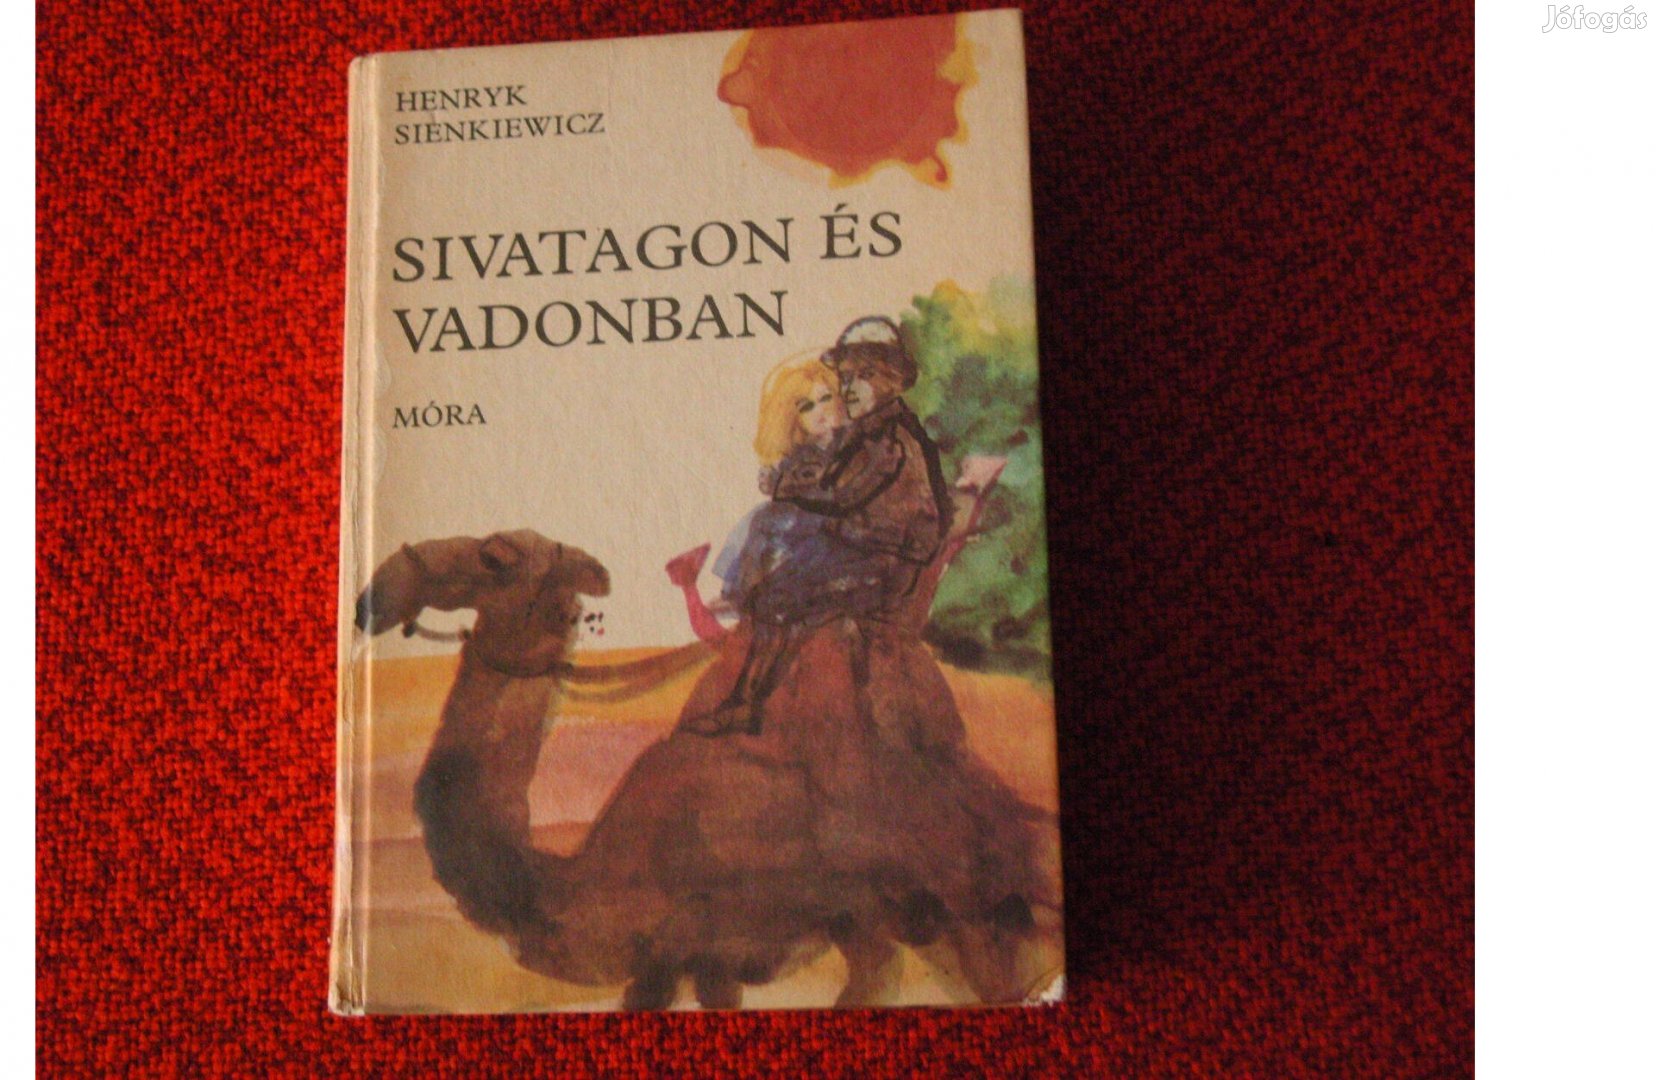 Jófogás
HENRYK
SIENKIEWICZ
SIVATAGON ÉS
VADONBAN
MÓRA